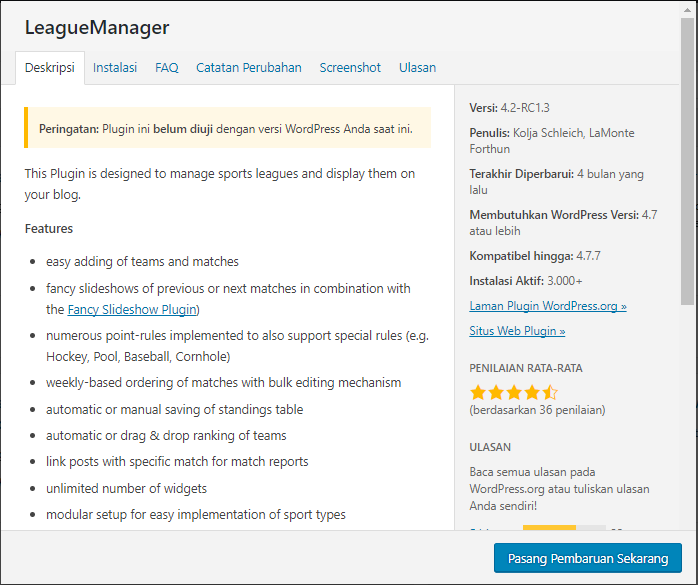 LeagueManager
Deskripsi Instalasi FAQ Catatan Perubahan Screenshot Ulasan
Peringatan: Plugin ini belum diuji dengan versi WordPress Anda saat ini.
This Plugin is designed to manage sports leagues and display them on
your blog.
Features
easy adding of teams and matches
fancy slideshows of previous or next matches in combination with
the Fancy Slideshow Plugin)
numerous point-rules implemented to also support special rules (e.g.
Hockey, Pool, Baseball, Cornhole)
weekly-based ordering of matches with bulk editing mechanism
automatic or manual saving of standings table
automatic or drag & drop ranking of teams
link posts with specific match for match reports
unlimited number of widgets
modular setup for easy implementation of sport types
Versi: 4.2-RC1.3
Penulis: Kolja Schleich, LaMonte
Forthun
Terakhir Diperbarui: 4 bulan yang
lalu
Membutuhkan WordPress Versi: 4.7
atau lebih
Kompatibel hingga: 4.7.7
Instalasi Aktif: 3.000+
Laman Plugin WordPress.org »
Situs Web Plugin »
PENILAIAN RATA-RATA
(berdasarkan 36 penilaian)
ULASAN
Baca semua ulasan pada
WordPress.org atau tuliskan ulasan
Anda sendiri!
Pasang Pembaruan Sekarang